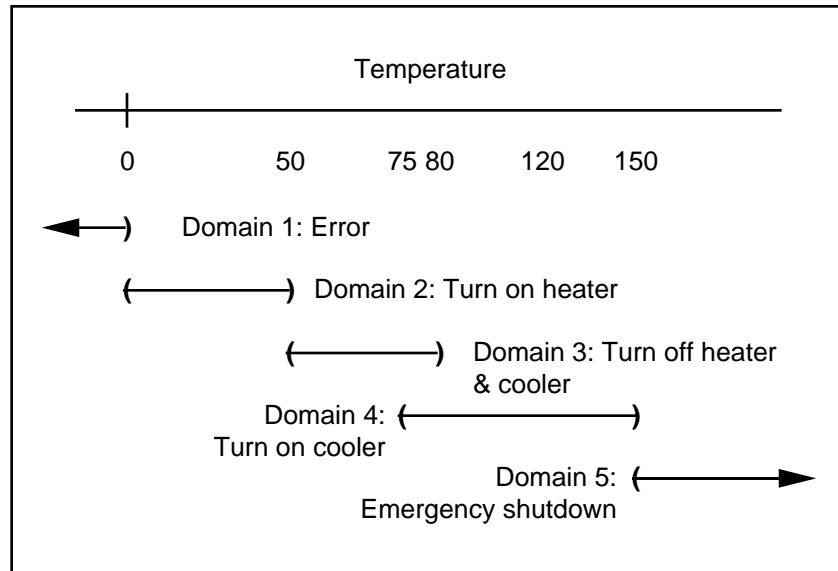 Temperature
0 50 75 80 120 150
Domain 1: Error
Domain 2: Turn on heater
Domain 3: Turn off heater
& cooler
Domain 4:
Turn on cooler
Domain 5:
Emergency shutdown